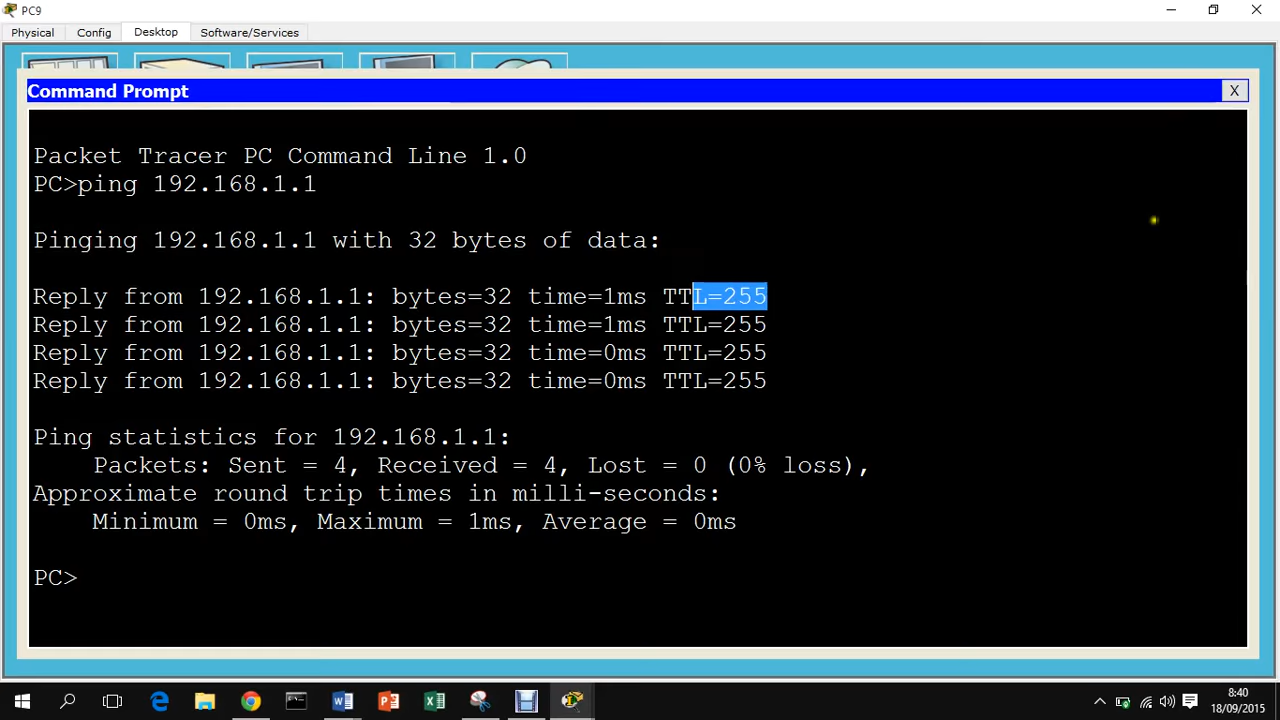 PC9
Physical Config Desktop Software/Services
Command Prompt X
Packet Tracer PC Command Line 1.0
PC>ping 192.168.1.1
Pinging 192.168.1.1 with 32 bytes of data:
Reply from 192.168.1.1: bytes=32 time=1ms TTL=255
Reply from 192.168.1.1: bytes=32 time=1ms TTL=255
Reply from 192.168.1.1: bytes=32 time=0ms TTL=255
Reply from 192.168.1.1: bytes=32 time=0ms TTL=255
Ping statistics for 192.168.1.1:
Packets: Sent = 4, Received = 4, Lost = 0 (0% loss),
Approximate round trip times in milli-seconds:
Minimum = 0ms, Maximum = 1ms, Average = 0ms
PC>
8:40
18/09/2015